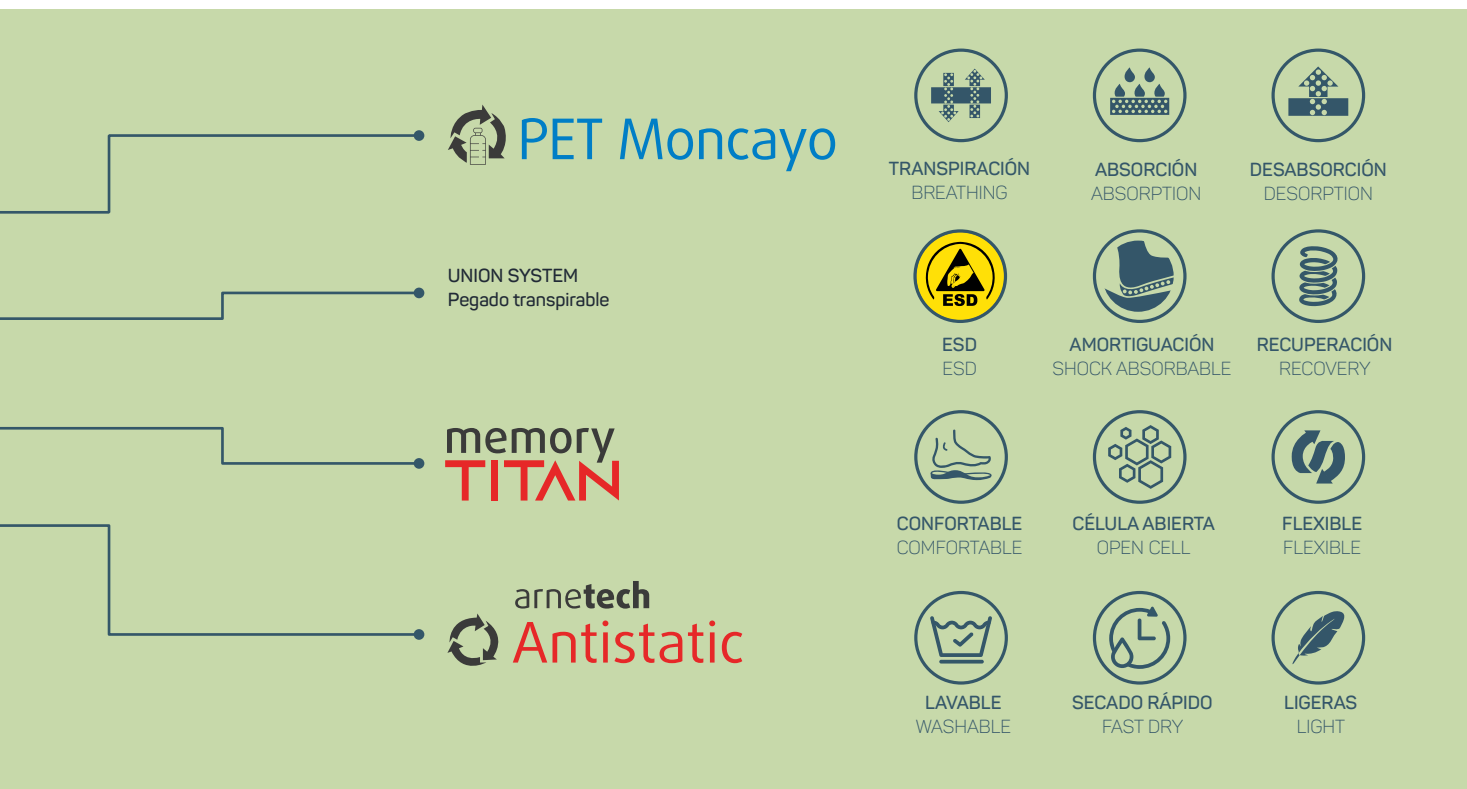 PET Moncayo
UNION SYSTEM
Pegado transpirable
memory
TITAN
arnetech
Antistatic
TRANSPIRACIÓN
BREATHING
ABSORCIÓN
ABSORPTION
DESABSORCIÓN
DESORPTION
ESD
ESD
ESD
AMORTIGUACIÓN
SHOCK ABSORBABLE
RECUPERACIÓN
RECOVERY
CONFORTABLE
COMFORTABLE
CÉLULA ABIERTA
OPEN CELL
FLEXIBLE
FLEXIBLE
LAVABLE
WASHABLE
SECADO RÁPIDO
FAST DRY
LIGERAS
LIGHT